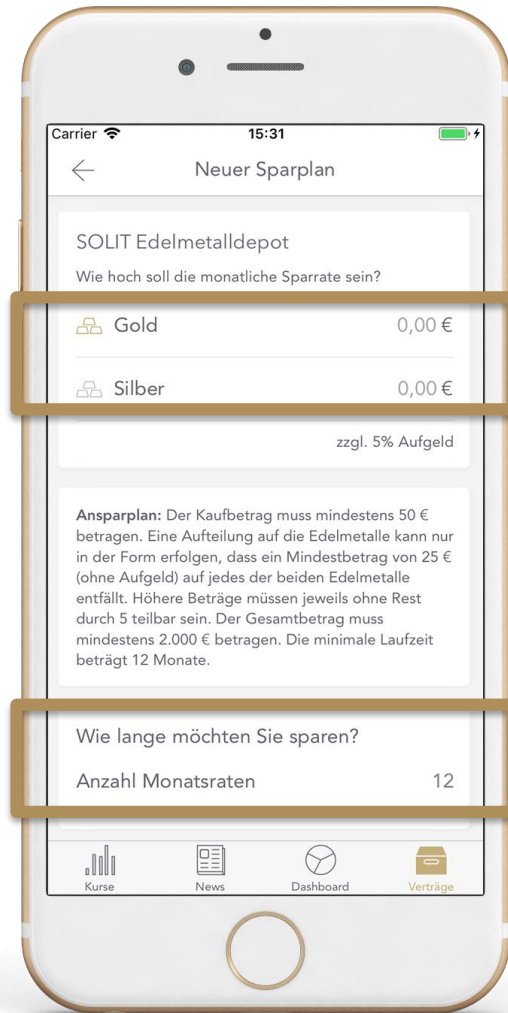 Carrier 15:31
Neuer Sparplan
SOLIT Edelmetalldepot
Wie hoch soll die monatliche Sparrate sein?
Gold 0,00 €
Silber 0,00 €
zzgl. 5% Aufgeld
Ansparplan: Der Kaufbetrag muss mindestens 50 €
betragen. Eine Aufteilung auf die Edelmetalle kann nur
in der Form erfolgen, dass ein Mindestbetrag von 25 €
(ohne Aufgeld) auf jedes der beiden Edelmetalle
entfällt. Höhere Beträge müssen jeweils ohne Rest
durch 5 teilbar sein. Der Gesamtbetrag muss
mindestens 2.000 € betragen. Die minimale Laufzeit
beträgt 12 Monate.
Wie lange möchten Sie sparen?
Anzahl Monatsraten 12
Kurse News Dashboard Verträge